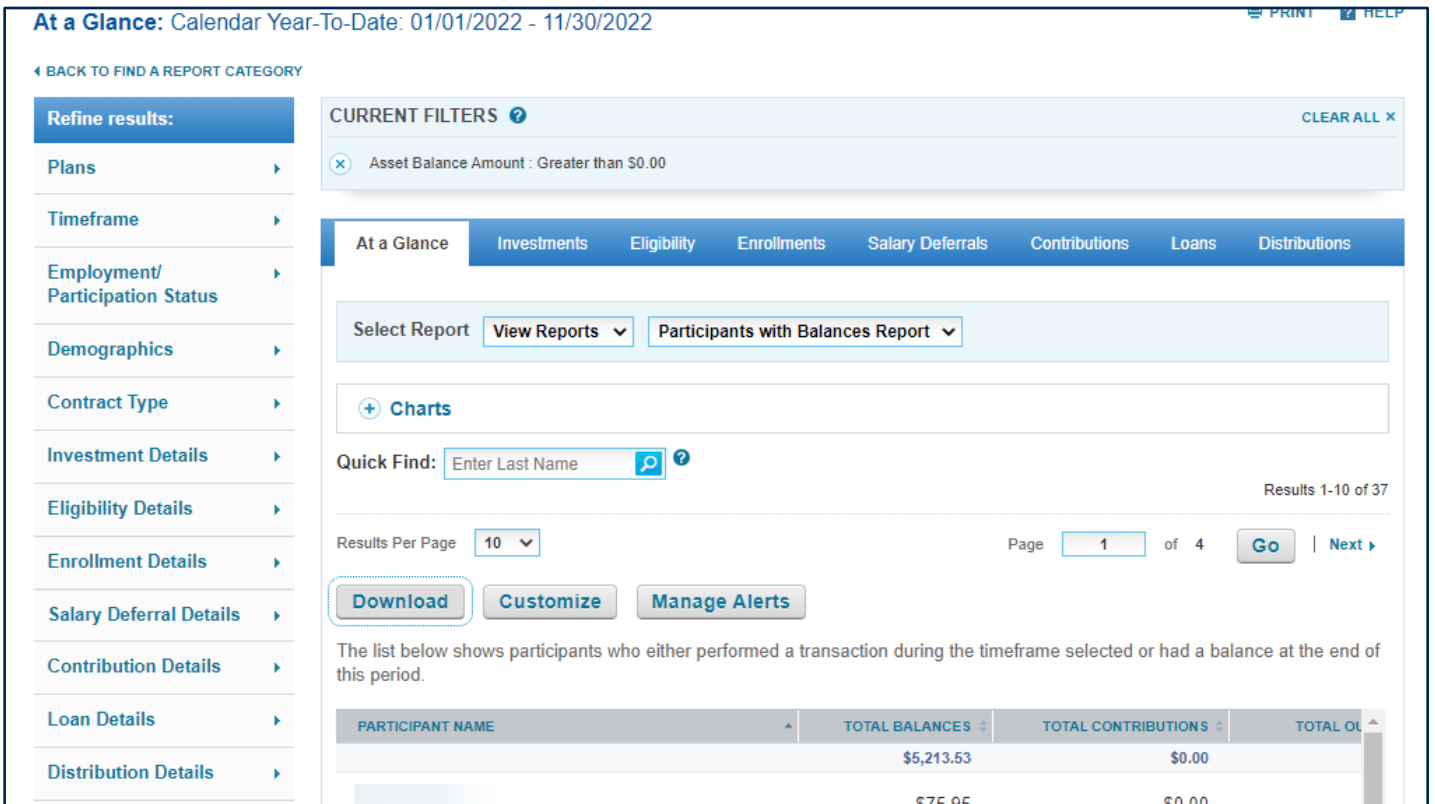 At a Glance: Calendar Year-To-Date: 01/01/2022 - 11/30/2022
PRINT ? HELP
BACK TO FIND A REPORT CATEGORY
Refine results:
Plans
Timeframe
Employment/
Participation Status
Demographics
Contract Type
Investment Details
Eligibility Details
Enrollment Details
Salary Deferral Details
Contribution Details
Loan Details
Distribution Details
CURRENT FILTERS ?
CLEAR ALL ×
Asset Balance Amount : Greater than $0.00
At a Glance Investments Eligibility Enrollments Salary Deferrals Contributions Loans Distributions
Select Report View Reports Participants with Balances Report
Charts
Quick Find: Enter Last Name ?
Results 1-10 of 37
Results Per Page 10 Page 1 of 4 Go | Next
Download Customize Manage Alerts
The list below shows participants who either performed a transaction during the timeframe selected or had a balance at the end of
this period.
PARTICIPANT NAME TOTAL BALANCES TOTAL CONTRIBUTIONS TOTAL
$5,213.53 $0.00
$75.95 $0.00